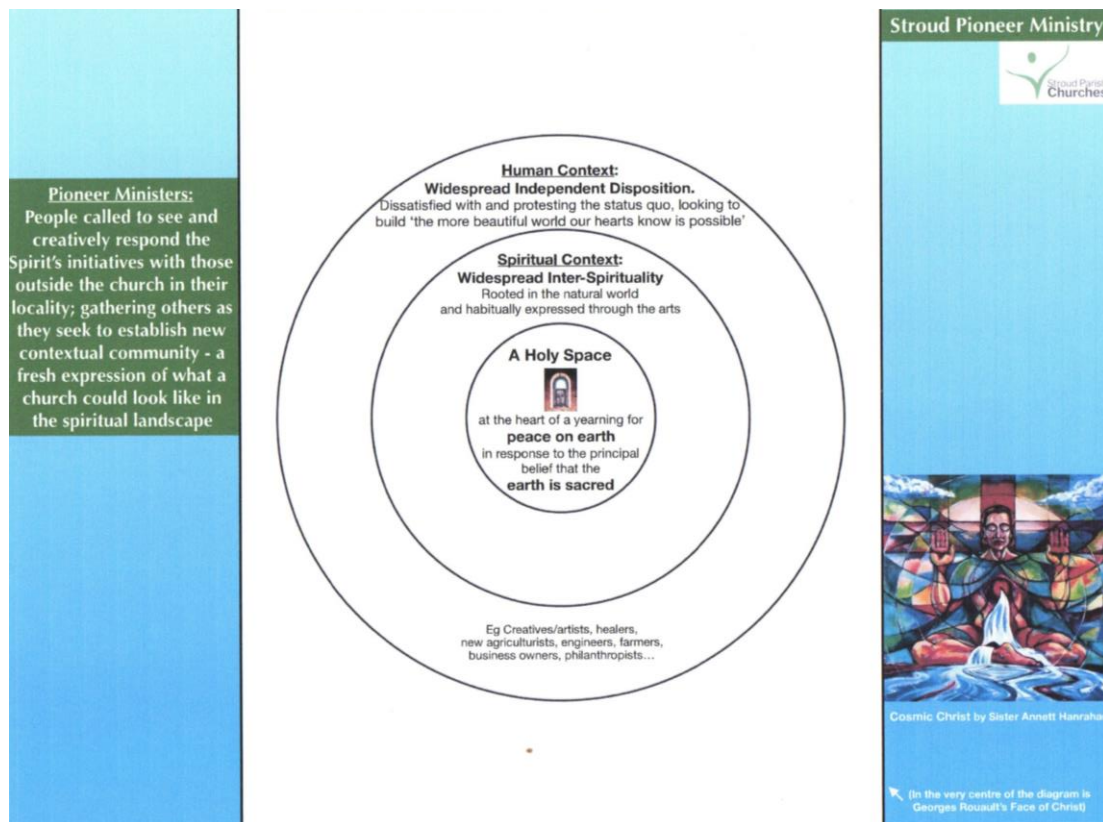 Pioneer Ministers:
People called to see and
creatively respond the
Spirit's initiatives with those
outside the church in their
locality; gathering others as
they seek to establish new
contextual community - a
fresh expression of what a
church could look like in
the spiritual landscape
Human Context:
Widespread Independent Disposition.
Dissatisfied with and protesting the status quo, looking to
build 'the more beautiful world our hearts know is possible'
Spiritual Context:
Widespread Inter-Spirituality
Rooted in the natural world
and habitually expressed through the arts
A Holy Space
at the heart of a yearning for
peace on earth
in response to the principal
belief that the
earth is sacred
Eg Creatives/artists, healers,
new agriculturists, engineers, farmers,
business owners, philanthropists...
Stroud Pioneer Ministry
Stroud Parish
Churches
Cosmic Christ by Sister Annett Hanrahan
(In the very centre of the diagram is
Georges Rouault's Face of Christ)